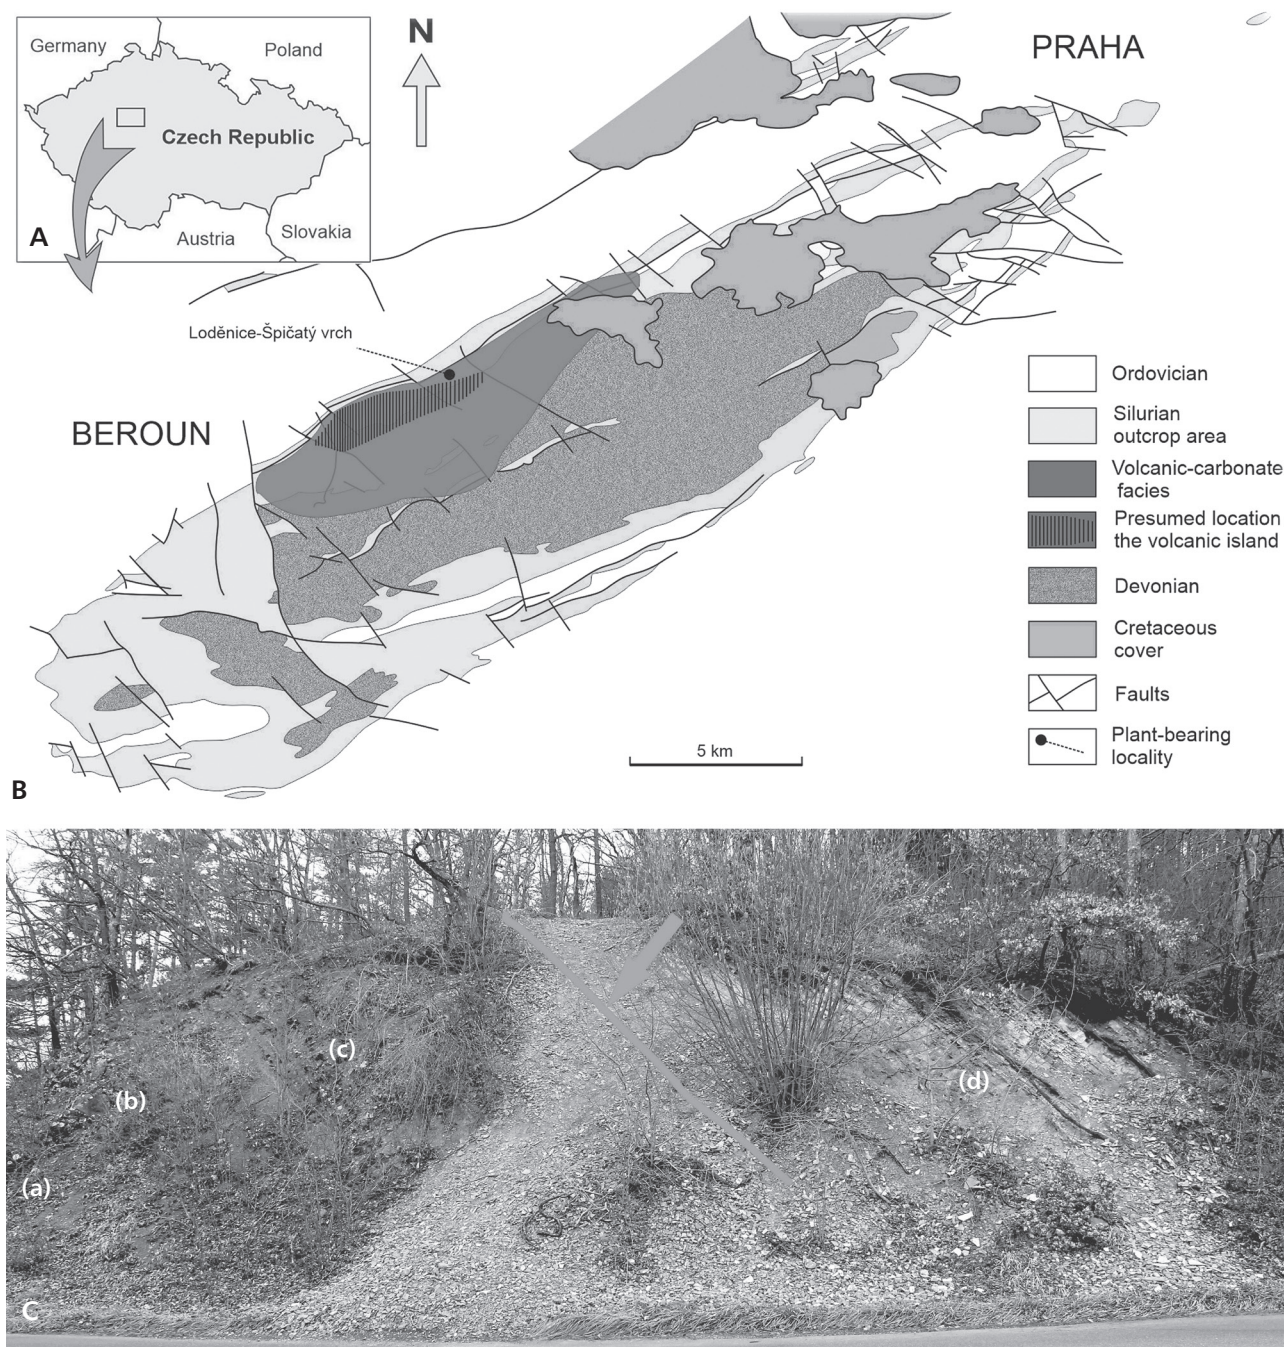 Germany
Poland
Czech Republic
Austria
Slovakia
A
N
PRAHA
Loděnice-Špičatý vrch
BEROUN
Ordovician
Silurian
outcrop area
Volcanic-carbonate
facies
Presumed location
the volcanic island
Devonian
Cretaceous
cover
Faults
Plant-bearing
locality
5 km
B
(a)
(b)
(c)
(d)
C